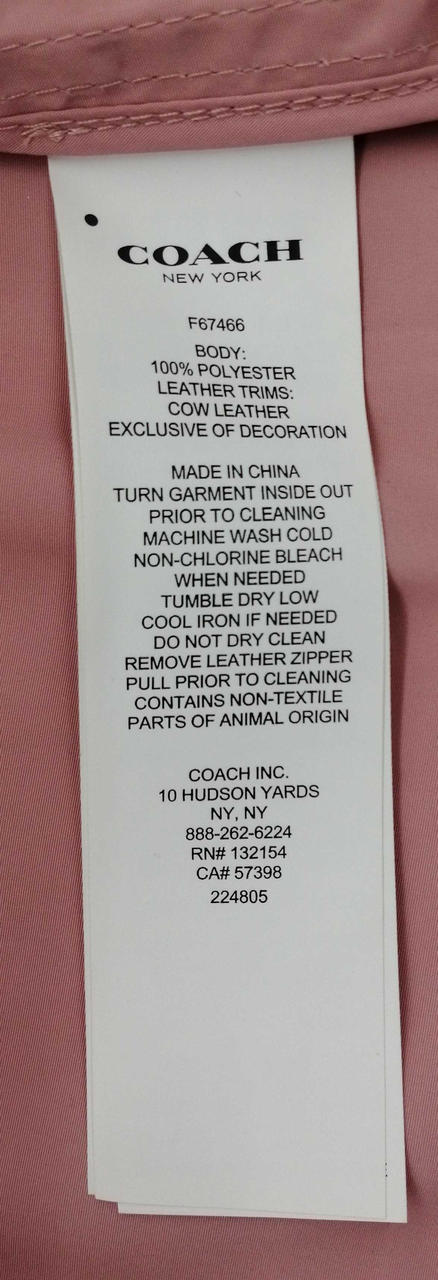 COACH
NEW YORK
F67466
BODY:
100% POLYESTER
LEATHER TRIMS:
COW LEATHER
EXCLUSIVE OF DECORATION
MADE IN CHINA
TURN GARMENT INSIDE OUT
PRIOR TO CLEANING
MACHINE WASH COLD
NON-CHLORINE BLEACH
WHEN NEEDED
TUMBLE DRY LOW
COOL IRON IF NEEDED
DO NOT DRY CLEAN
REMOVE LEATHER ZIPPER
PULL PRIOR TO CLEANING
CONTAINS NON-TEXTILE
PARTS OF ANIMAL ORIGIN
COACH INC.
10 HUDSON YARDS
NY, NY
888-262-6224
RN# 132154
CA# 57398
224805